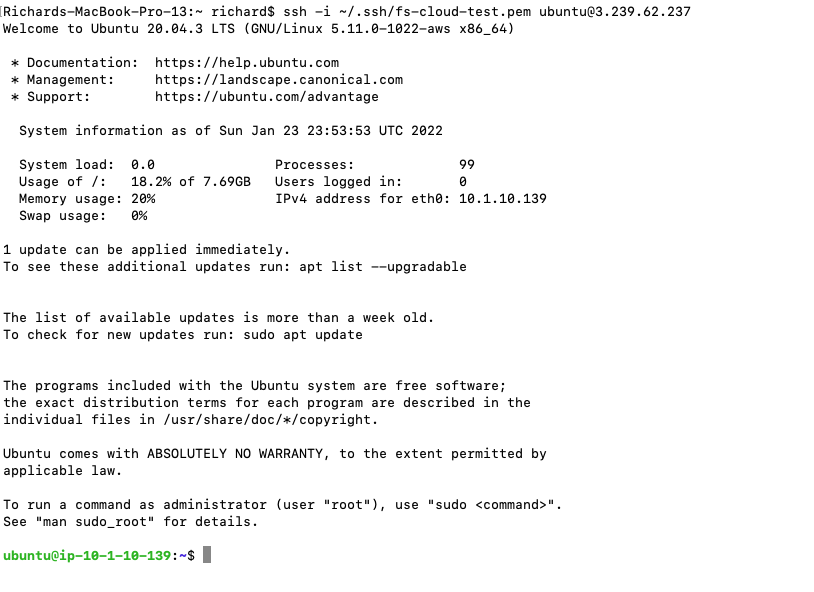 Richards-MacBook-Pro-13:~ richard$ ssh -i ~/.ssh/fs-cloud-test.pem ubuntu@3.239.62.237
Welcome to Ubuntu 20.04.3 LTS (GNU/Linux 5.11.0-1022-aws x86_64)
* Documentation: https://help.ubuntu.com
* Management: https://landscape.canonical.com
* Support: https://ubuntu.com/advantage
System information as of Sun Jan 23 23:53:53 UTC 2022
System load: 0.0 Processes: 99
Usage of /: 18.2% of 7.69GB Users logged in: 0
Memory usage: 20% IPv4 address for eth0: 10.1.10.139
Swap usage: 0%
1 update can be applied immediately.
To see these additional updates run: apt list --upgradable
The list of available updates is more than a week old.
To check for new updates run: sudo apt update
The programs included with the Ubuntu system are free software;
the exact distribution terms for each program are described in the
individual files in /usr/share/doc/*/copyright.
Ubuntu comes with ABSOLUTELY NO WARRANTY, to the extent permitted by
applicable law.
To run a command as administrator (user "root"), use "sudo <command>".
See "man sudo_root" for details.
ubuntu@ip-10-1-10-139:~$